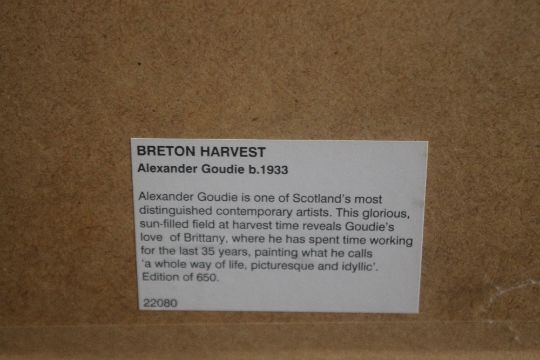 BRETON HARVEST
Alexander Goudie b.1933
Alexander Goudie is one of Scotland's most
distinguished contemporary artists. This glorious,
sun-filled field at harvest time reveals Goudie's
love of Brittany, where he has spent time working
for the last 35 years, painting what he calls
'a whole way of life, picturesque and idyllic'.
Edition of 650.
22080